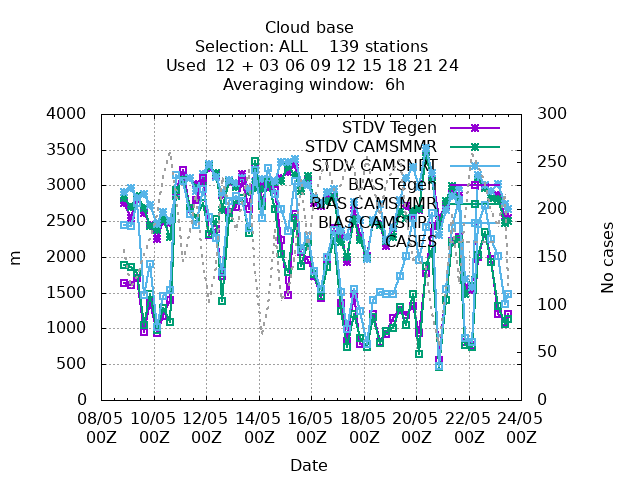 Cloud base
Selection: ALL    139 stations
Used  12 + 03 06 09 12 15 18 21 24
Averaging window:  6h
4000
3500
3000
2500
2000
1500
1000
500
0
m
300
250
200
150
100
50
0
No cases
STDV Tegen
STDV CAMSMMR
STDV CAMSNRT
BIAS Tegen
BIAS CAMSMMR
CASES
08/05 10/05 12/05 14/05 16/05 18/05 20/05 22/05 24/05
00Z 00Z 00Z 00Z 00Z 00Z 00Z 00Z 00Z
Date